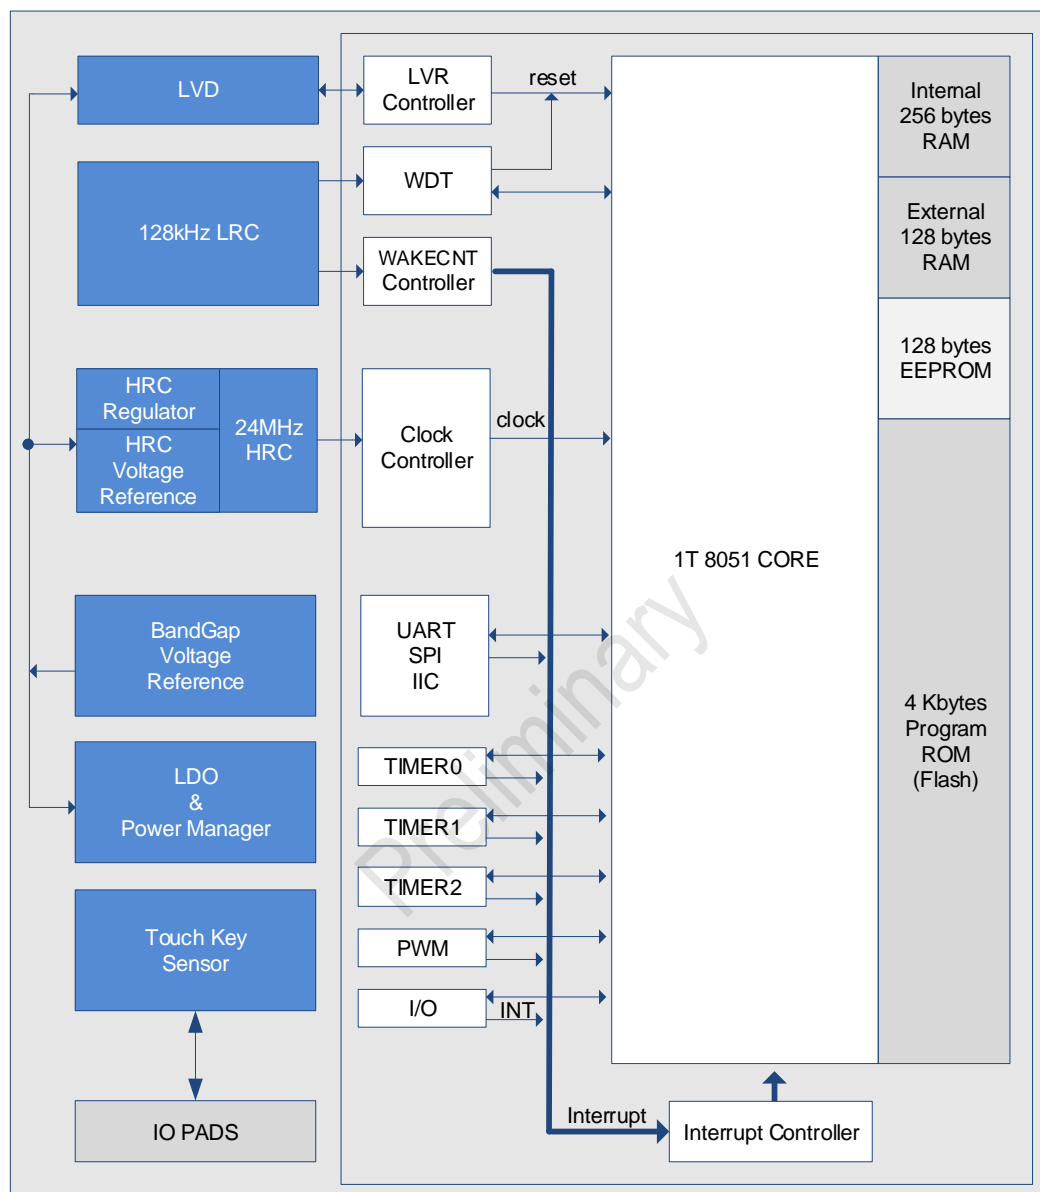 LVD
LVR
Controller
reset
Internal
256 bytes
RAM
128kHz LRC
WDT
WAKECNT
Controller
External
128 bytes
RAM
128 bytes
EEPROM
HRC
Regulator
HRC
Voltage
Reference
24MHz
HRC
Clock
Controller
clock
1T 8051 CORE
BandGap
Voltage
Reference
UART
SPI
IIC
4 Kbytes
Program
ROM
(Flash)
LDO
&
Power Manager
TIMER0
TIMER1
TIMER2
PWM
I/O
INT
Touch Key
Sensor
IO PADS
Interrupt
Interrupt Controller
Preliminary